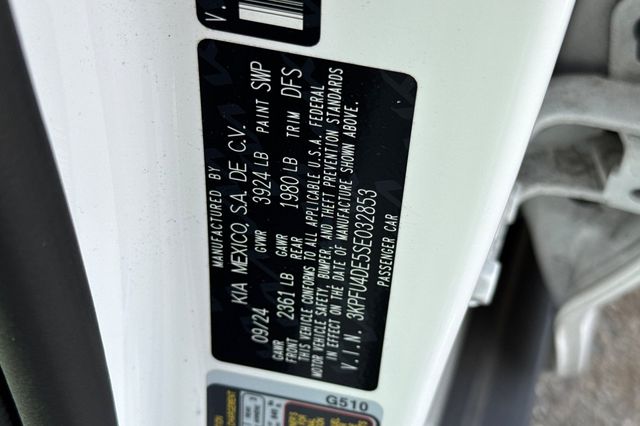 V.
MANUFACTURED BY
KIA MEXICO, S.A. DE C.V.
09/24 GVWR 3924 LB PAINT SWP
GAWR FRONT 2361 LB GAWR REAR 1980 LB TRIM DFS
THIS VEHICLE CONFORMS TO ALL APPLICABLE U.S.A. FEDERAL
MOTOR VEHICLE SAFETY, BUMPER, AND THEFT PREVENTION STANDARDS
IN EFFECT ON THE DATE OF MANUFACTURE SHOWN ABOVE.
V.I.N. 3KPFU4DE5SE032853
PASSENGER CAR
G510